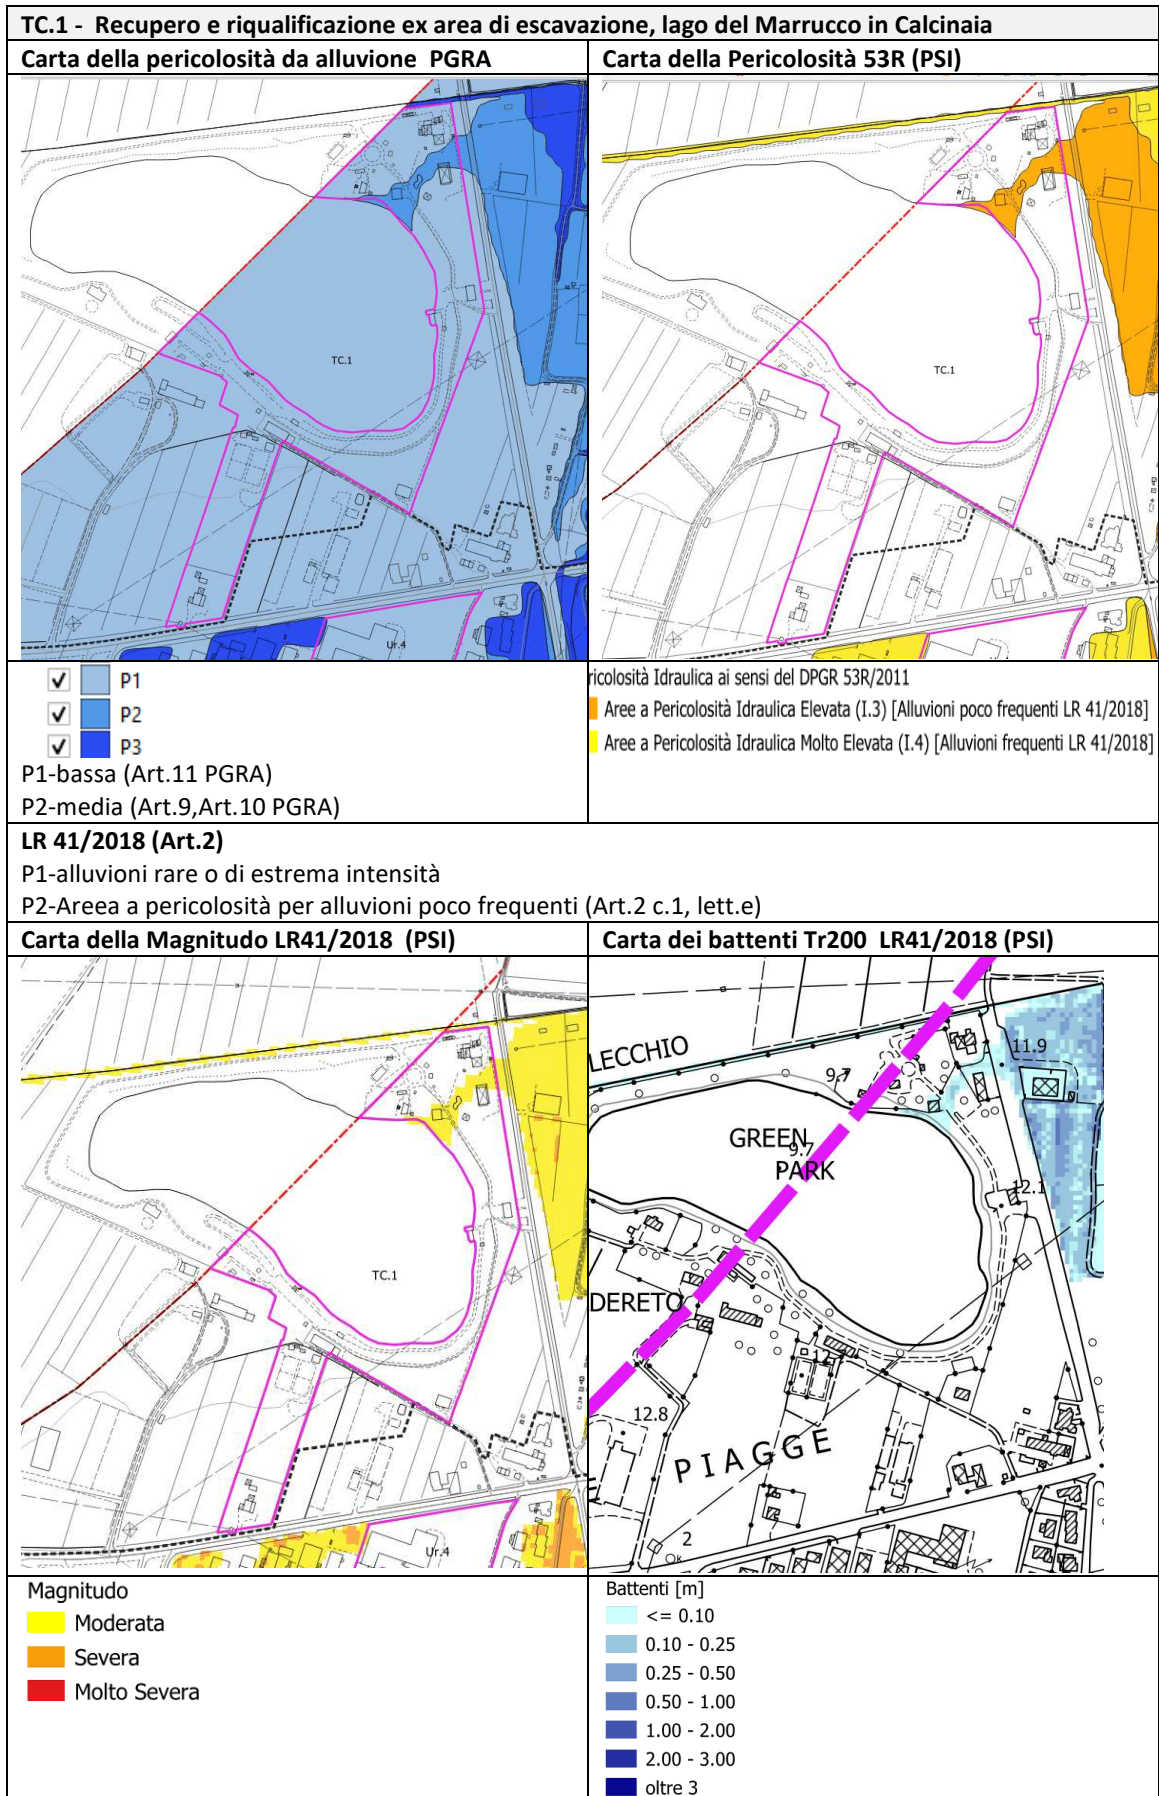 TC.1 - Recupero e riqualificazione ex area di escavazione, lago del Marrucco in Calcinaia
Carta della pericolosità da alluvione PGRA
Carta della Pericolosità 53R (PSI)
TC.1
Ur.4
TC.1
P1
P2
P3
P1-bassa (Art.11 PGRA)
P2-media (Art.9,Art.10 PGRA)
ricolosità Idraulica ai sensi del DPGR 53R/2011
Aree a Pericolosità Idraulica Elevata (I.3) [Alluvioni poco frequenti LR 41/2018]
Aree a Pericolosità Idraulica Molto Elevata (I.4) [Alluvioni frequenti LR 41/2018]
LR 41/2018 (Art.2)
P1-alluvioni rare o di estrema intensità
P2-Areea a pericolosità per alluvioni poco frequenti (Art.2 c.1, lett.e)
Carta della Magnitudo LR41/2018 (PSI)
Carta dei battenti Tr200 LR41/2018 (PSI)
TC.1
Ur.4
LECCHIO
9.7
11.9
GREEN
9.7
PARK
12.1
DERETO
12.8
PIAGGE
2
Magnitudo
Moderata
Severa
Molto Severa
Battenti [m]
<= 0.10
0.10 - 0.25
0.25 - 0.50
0.50 - 1.00
1.00 - 2.00
2.00 - 3.00
oltre 3